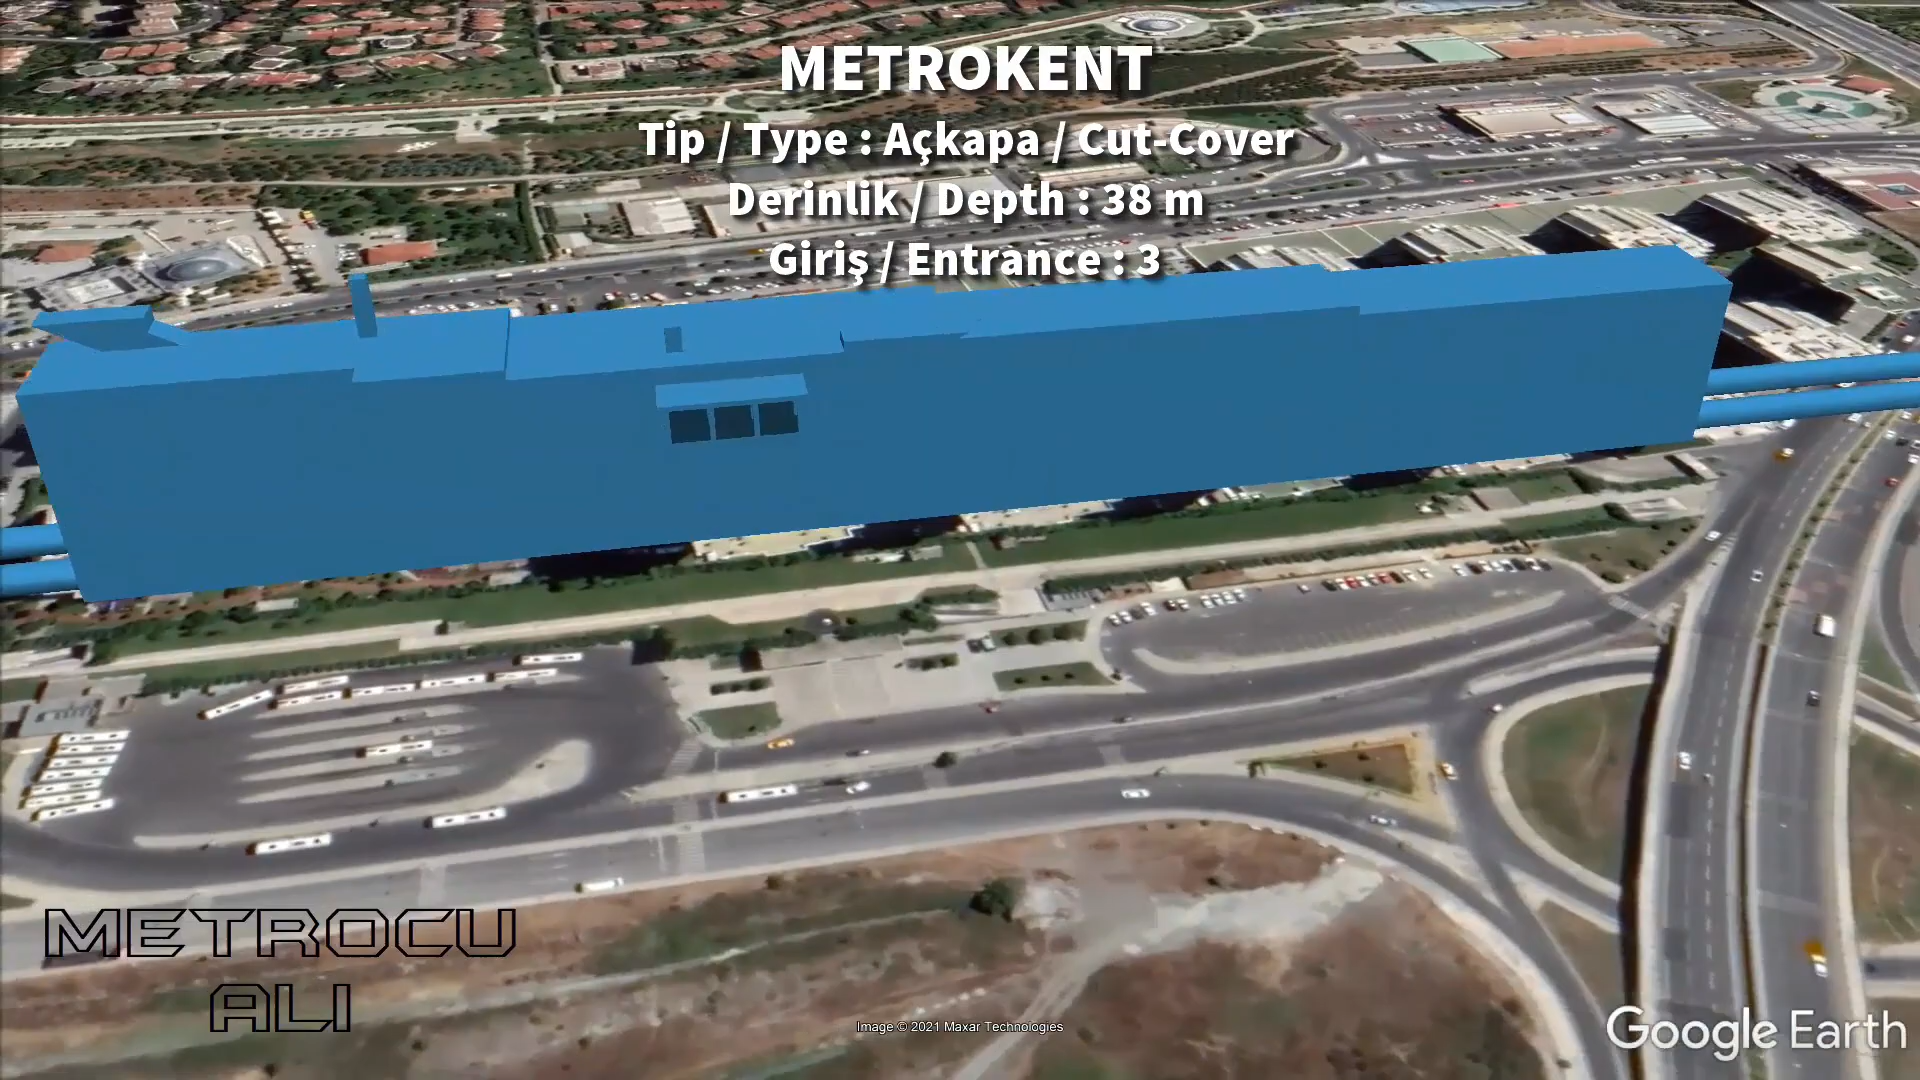 METROKENT
Tip / Type : Açkapa / Cut-Cover
Derinlik / Depth : 38 m
Giriş / Entrance : 3
METROCU
ALI
Image © 2021 Maxar Technologies
Google Earth